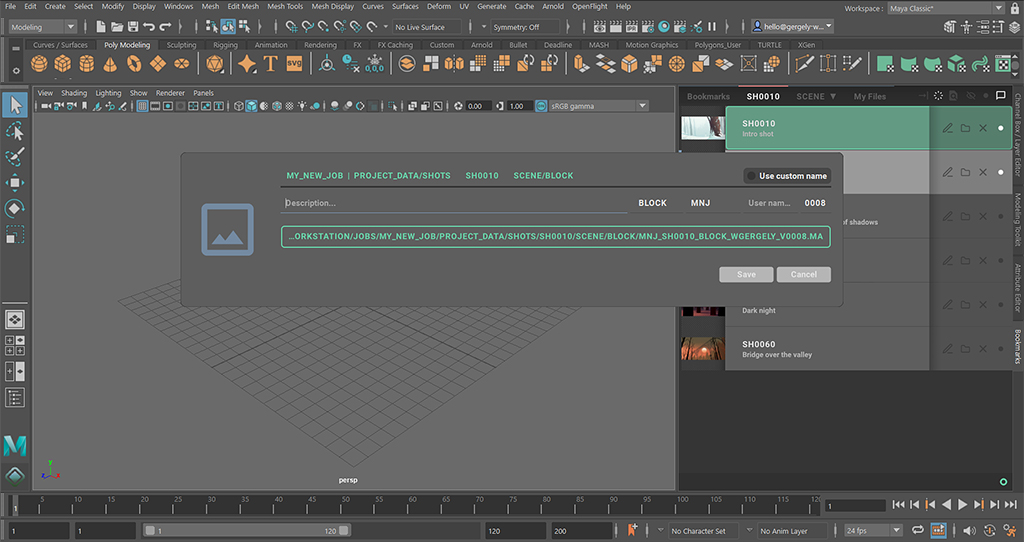 File Edit Create Select Modify Display Windows Mesh Edit Mesh Mesh Tools Mesh Display Curves Surfaces Deform UV Generate Cache Arnold OpenFlight Help
Workspace: Maya Classic*
Modeling
No Live Surface
Symmetry: Off
hello@gergely-w...
Curves / Surfaces Poly Modeling Sculpting Rigging Animation Rendering FX FX Caching Custom Arnold Bullet Deadline MASH Motion Graphics Polygons_User TURTLE XGen
SVG
0,0,0
View Shading Lighting Show Renderer Panels
0.00
1.00
sRGB gamma
Bookmarks SH0010 SCENE My Files
SH0010
Intro shot
MY_NEW_JOB | PROJECT_DATA/SHOTS SH0010 SCENE/BLOCK
Use custom name
Description...
BLOCK
MNJ
User nam...
0008
...ORKSTATION/JOBS/MY_NEW_JOB/PROJECT_DATA/SHOTS/SH0010/SCENE/BLOCK/MNJ_SH0010_BLOCK_WGERGELY_V0008.MA
Save
Cancel
of shadows
Dark night
SH0060
Bridge over the valley
Channel Box / Layer Editor
Modeling Toolkit
Attribute Editor
Bookmarks
persp
5 10 15 20 25 30 35 40 45 50 55 60 65 70 75 80 85 90 95 100 105 110 115 12
1
1
1
1
1
120
120
200
No Character Set
No Anim Layer
24 fps